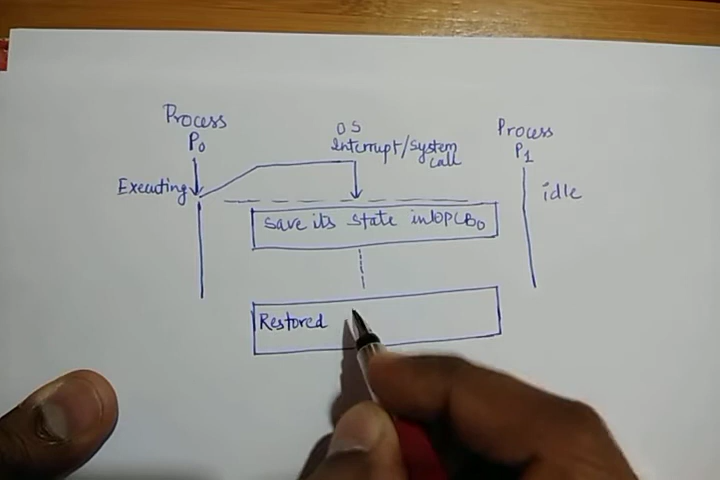 Process
P0
OS
Interrupt/System
call
Process
P1
Executing
idle
Save its state into PCB0
Restored